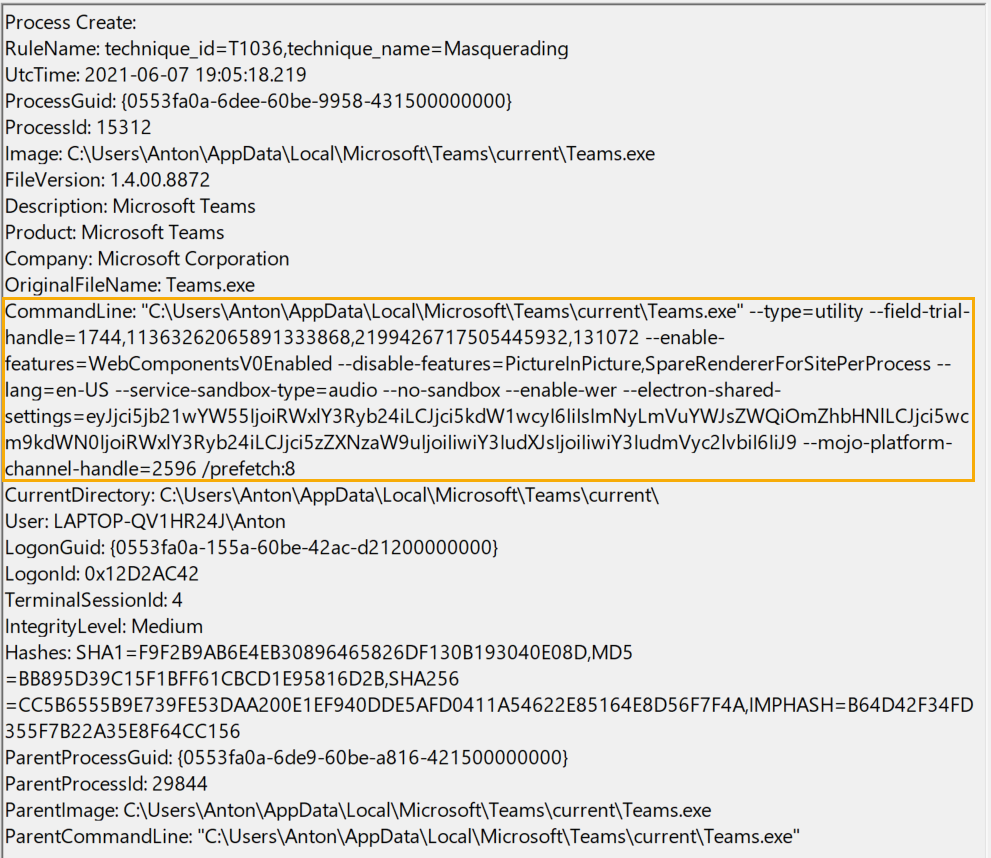 Process Create:
RuleName: technique_id=T1036,technique_name=Masquerading
UtcTime: 2021-06-07 19:05:18.219
ProcessGuid: {0553fa0a-6dee-60be-9958-431500000000}
ProcessId: 15312
Image: C:\Users\Anton\AppData\Local\Microsoft\Teams\current\Teams.exe
FileVersion: 1.4.00.8872
Description: Microsoft Teams
Product: Microsoft Teams
Company: Microsoft Corporation
OriginalFileName: Teams.exe
CommandLine: "C:\Users\Anton\AppData\Local\Microsoft\Teams\current\Teams.exe" --type=utility --field-trial-
handle=1744,11363262065891333868,2199426717505445932,131072 --enable-
features=WebComponentsV0Enabled --disable-features=PictureInPicture,SpareRendererForSitePerProcess --
lang=en-US --service-sandbox-type=audio --no-sandbox --enable-wer --electron-shared-
settings=eyJjci5jb21wYW55IjoiRWxlY3Ryb24iLCJjci5kdW1wcyI6IiIsImNyLmVuYWJsZWQiOmZhbHNlLCJjci5wc
m9kdWN0IjoiRWxlY3Ryb24iLCJjci5zZXNzaW9uIjoiIiwiY3IudXJsIjoiIiwiY3IudmVyc2lvbiI6IiJ9 --mojo-platform-
channel-handle=2596 /prefetch:8
CurrentDirectory: C:\Users\Anton\AppData\Local\Microsoft\Teams\current\
User: LAPTOP-QV1HR24J\Anton
LogonGuid: {0553fa0a-155a-60be-42ac-d21200000000}
LogonId: 0x12D2AC42
TerminalSessionId: 4
IntegrityLevel: Medium
Hashes: SHA1=F9F2B9AB6E4EB30896465826DF130B193040E08D,MD5
=BB895D39C15F1BFF61CBCD1E95816D2B,SHA256
=CC5B6555B9E739FE53DAA200E1EF940DDE5AFD0411A54622E85164E8D56F7F4A,IMPHASH=B64D42F34FD
355F7B22A35E8F64CC156
ParentProcessGuid: {0553fa0a-6de9-60be-a816-421500000000}
ParentProcessId: 29844
ParentImage: C:\Users\Anton\AppData\Local\Microsoft\Teams\current\Teams.exe
ParentCommandLine: "C:\Users\Anton\AppData\Local\Microsoft\Teams\current\Teams.exe"